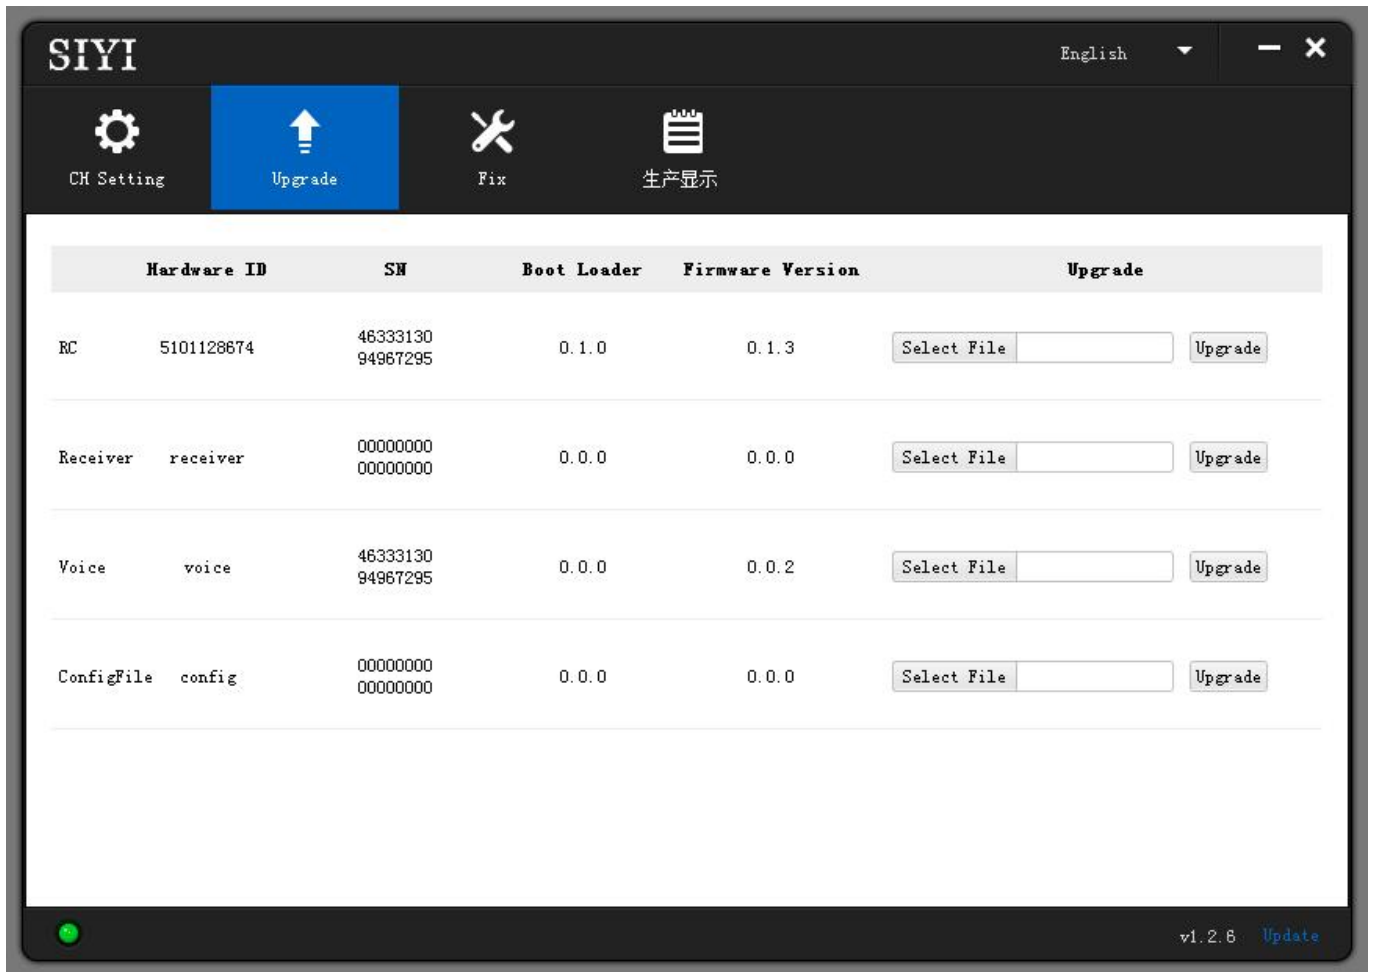 SIYI
English
CH Setting
Upgrade
Fix
生产显示
Hardware ID SN Boot Loader Firmware Version Upgrade
RC 5101128674 46333130 94967295 0.1.0 0.1.3 Select File Upgrade
Receiver receiver 00000000 00000000 0.0.0 0.0.0 Select File Upgrade
Voice voice 46333130 94967295 0.0.0 0.0.2 Select File Upgrade
ConfigFile config 00000000 00000000 0.0.0 0.0.0 Select File Upgrade
v1.2.6 Update